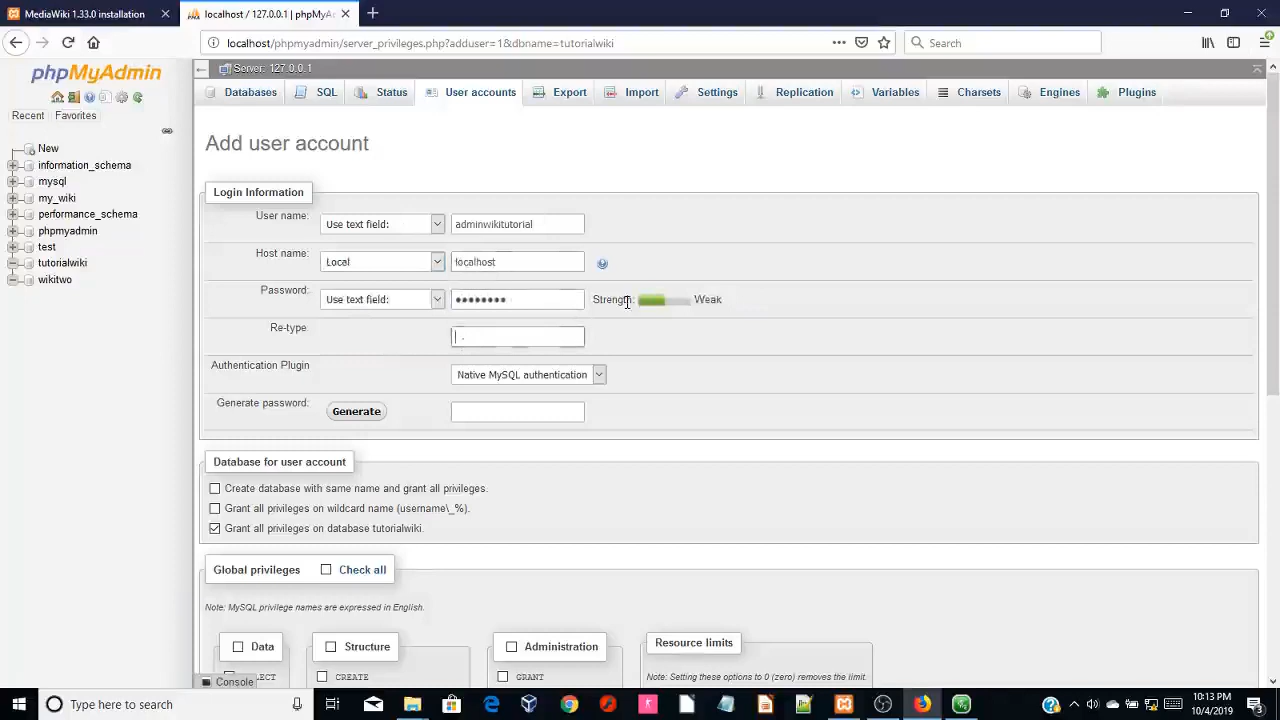 MediaWiki 1.33.0 installation
localhost / 127.0.0.1 | phpMyAd
localhost/phpmyadmin/server_privileges.php?adduser=1&dbname=tutorialwiki
Search
phpMyAdmin
Server: 127.0.0.1
Databases
SQL
Status
User accounts
Export
Import
Settings
Replication
Variables
Charsets
Engines
Plugins
Recent
Favorites
New
information_schema
mysql
my_wiki
performance_schema
phpmyadmin
test
tutorialwiki
wikitwo
Add user account
Login Information
User name:
Use text field:
adminwikitutorial
Host name:
Local
localhost
Password:
Use text field:
Strength:
Weak
Re-type:
Authentication Plugin
Native MySQL authentication
Generate password:
Generate
Database for user account
Create database with same name and grant all privileges.
Grant all privileges on wildcard name (username\_%).
Grant all privileges on database tutorialwiki.
Global privileges
Check all
Note: MySQL privilege names are expressed in English.
Data
Structure
Administration
Resource limits
CREATE
GRANT
Note: Setting these options to 0 (zero) removes the limit.
Console
Type here to search
10:13 PM
10/4/2019